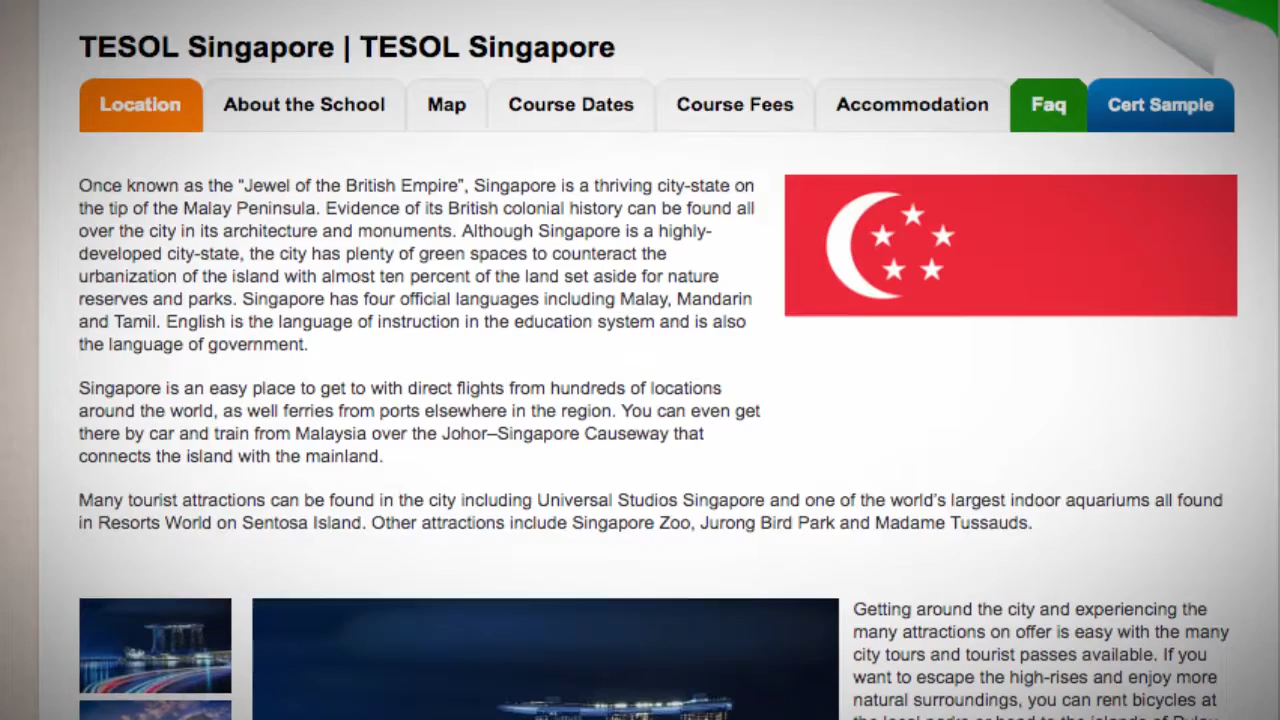 TESOL Singapore | TESOL Singapore
Location
About the School
Map
Course Dates
Course Fees
Accommodation
Faq
Cert Sample
Once known as the "Jewel of the British Empire", Singapore is a thriving city-state on
the tip of the Malay Peninsula. Evidence of its British colonial history can be found all
over the city in its architecture and monuments. Although Singapore is a highly-
developed city-state, the city has plenty of green spaces to counteract the
urbanization of the island with almost ten percent of the land set aside for nature
reserves and parks. Singapore has four official languages including Malay, Mandarin
and Tamil. English is the language of instruction in the education system and is also
the language of government.
Singapore is an easy place to get to with direct flights from hundreds of locations
around the world, as well ferries from ports elsewhere in the region. You can even get
there by car and train from Malaysia over the Johor–Singapore Causeway that
connects the island with the mainland.
Many tourist attractions can be found in the city including Universal Studios Singapore and one of the world's largest indoor aquariums all found
in Resorts World on Sentosa Island. Other attractions include Singapore Zoo, Jurong Bird Park and Madame Tussauds.
Getting around the city and experiencing the
many attractions on offer is easy with the many
city tours and tourist passes available. If you
want to escape the high-rises and enjoy more
natural surroundings, you can rent bicycles at